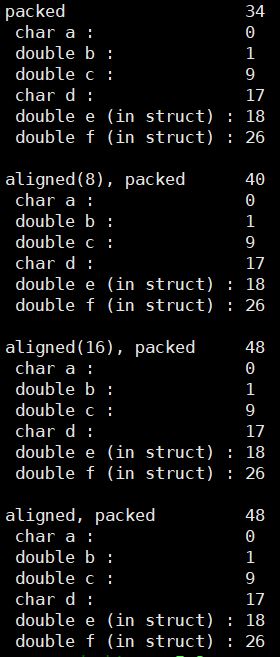 packed 34
char a : 0
double b : 1
double c : 9
char d : 17
double e (in struct) : 18
double f (in struct) : 26
aligned(8), packed 40
char a : 0
double b : 1
double c : 9
char d : 17
double e (in struct) : 18
double f (in struct) : 26
aligned(16), packed 48
char a : 0
double b : 1
double c : 9
char d : 17
double e (in struct) : 18
double f (in struct) : 26
aligned, packed 48
char a : 0
double b : 1
double c : 9
char d : 17
double e (in struct) : 18
double f (in struct) : 26